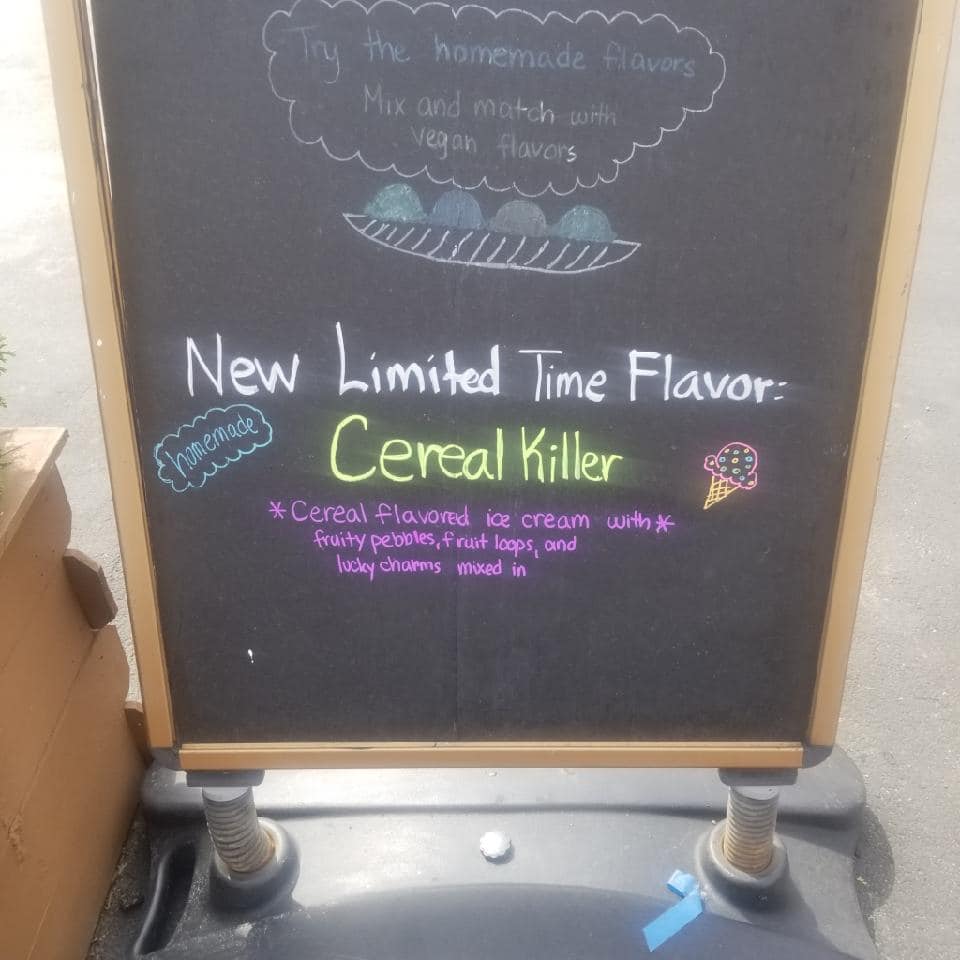 Try the homemade flavors
Mix and match with
vegan flavors
New Limited Time Flavor:
homemade
Cereal Killer
*Cereal flavored ice cream with*
fruity pebbles, fruit loops, and
lucky charms mixed in